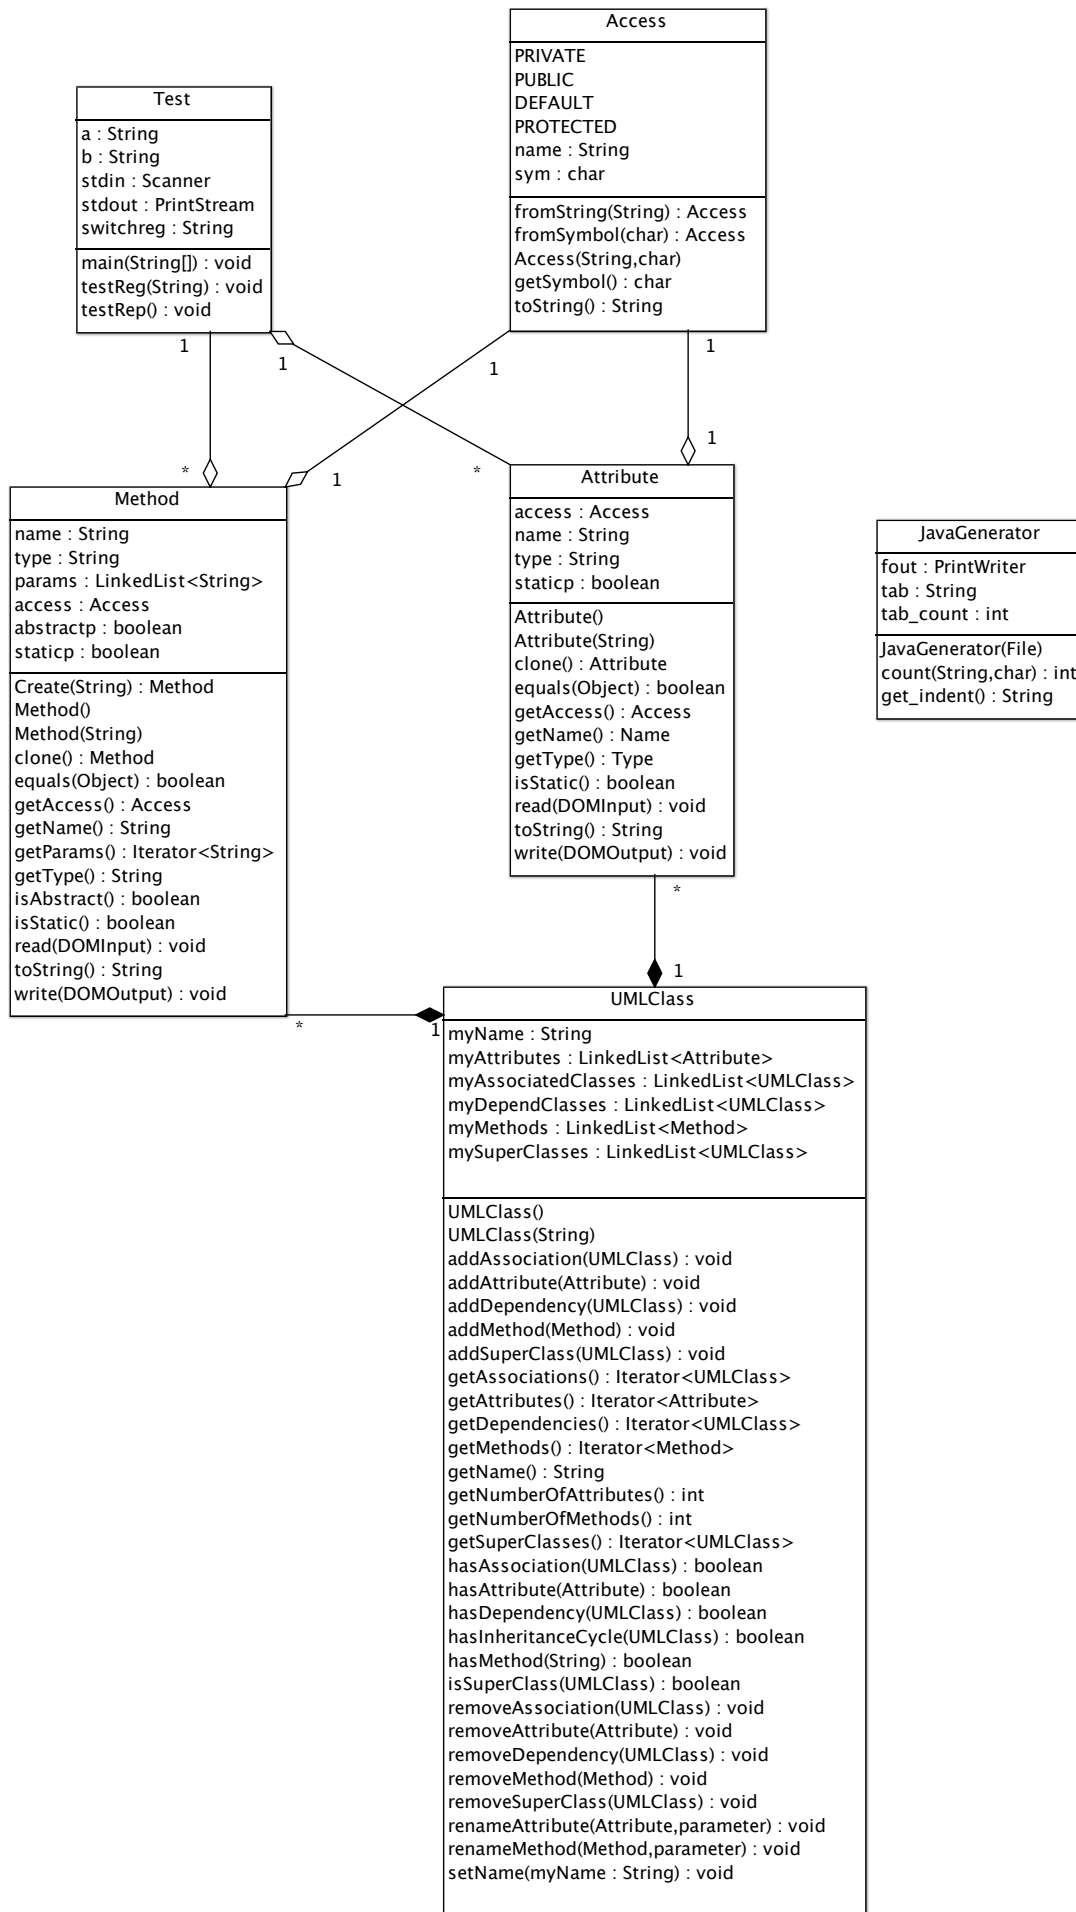 Access
PRIVATE
PUBLIC
DEFAULT
PROTECTED
name : String
sym : char
fromString(String) : Access
fromSymbol(char) : Access
Access(String,char)
getSymbol() : char
toString() : String
Test
a : String
b : String
stdin : Scanner
stdout : PrintStream
switchreg : String
main(String[]) : void
testReg(String) : void
testRep() : void
1
1
1
1
*
1
*
1
Method
name : String
type : String
params : LinkedList<String>
access : Access
abstractp : boolean
staticp : boolean
Create(String) : Method
Method()
Method(String)
clone() : Method
equals(Object) : boolean
getAccess() : Access
getName() : String
getParams() : Iterator<String>
getType() : String
isAbstract() : boolean
isStatic() : boolean
read(DOMInput) : void
toString() : String
write(DOMOutput) : void
Attribute
access : Access
name : String
type : String
staticp : boolean
Attribute()
Attribute(String)
clone() : Attribute
equals(Object) : boolean
getAccess() : Access
getName() : Name
getType() : Type
isStatic() : boolean
read(DOMInput) : void
toString() : String
write(DOMOutput) : void
JavaGenerator
fout : PrintWriter
tab : String
tab_count : int
JavaGenerator(File)
count(String,char) : int
get_indent() : String
*
1
*
1
UMLClass
myName : String
myAttributes : LinkedList<Attribute>
myAssociatedClasses : LinkedList<UMLClass>
myDependClasses : LinkedList<UMLClass>
myMethods : LinkedList<Method>
mySuperClasses : LinkedList<UMLClass>
UMLClass()
UMLClass(String)
addAssociation(UMLClass) : void
addAttribute(Attribute) : void
addDependency(UMLClass) : void
addMethod(Method) : void
addSuperClass(UMLClass) : void
getAssociations() : Iterator<UMLClass>
getAttributes() : Iterator<Attribute>
getDependencies() : Iterator<UMLClass>
getMethods() : Iterator<Method>
getName() : String
getNumberOfAttributes() : int
getNumberOfMethods() : int
getSuperClasses() : Iterator<UMLClass>
hasAssociation(UMLClass) : boolean
hasAttribute(Attribute) : boolean
hasDependency(UMLClass) : boolean
hasInheritanceCycle(UMLClass) : boolean
hasMethod(String) : boolean
isSuperClass(UMLClass) : boolean
removeAssociation(UMLClass) : void
removeAttribute(Attribute) : void
removeDependency(UMLClass) : void
removeMethod(Method) : void
removeSuperClass(UMLClass) : void
renameAttribute(Attribute,parameter) : void
renameMethod(Method,parameter) : void
setName(myName : String) : void